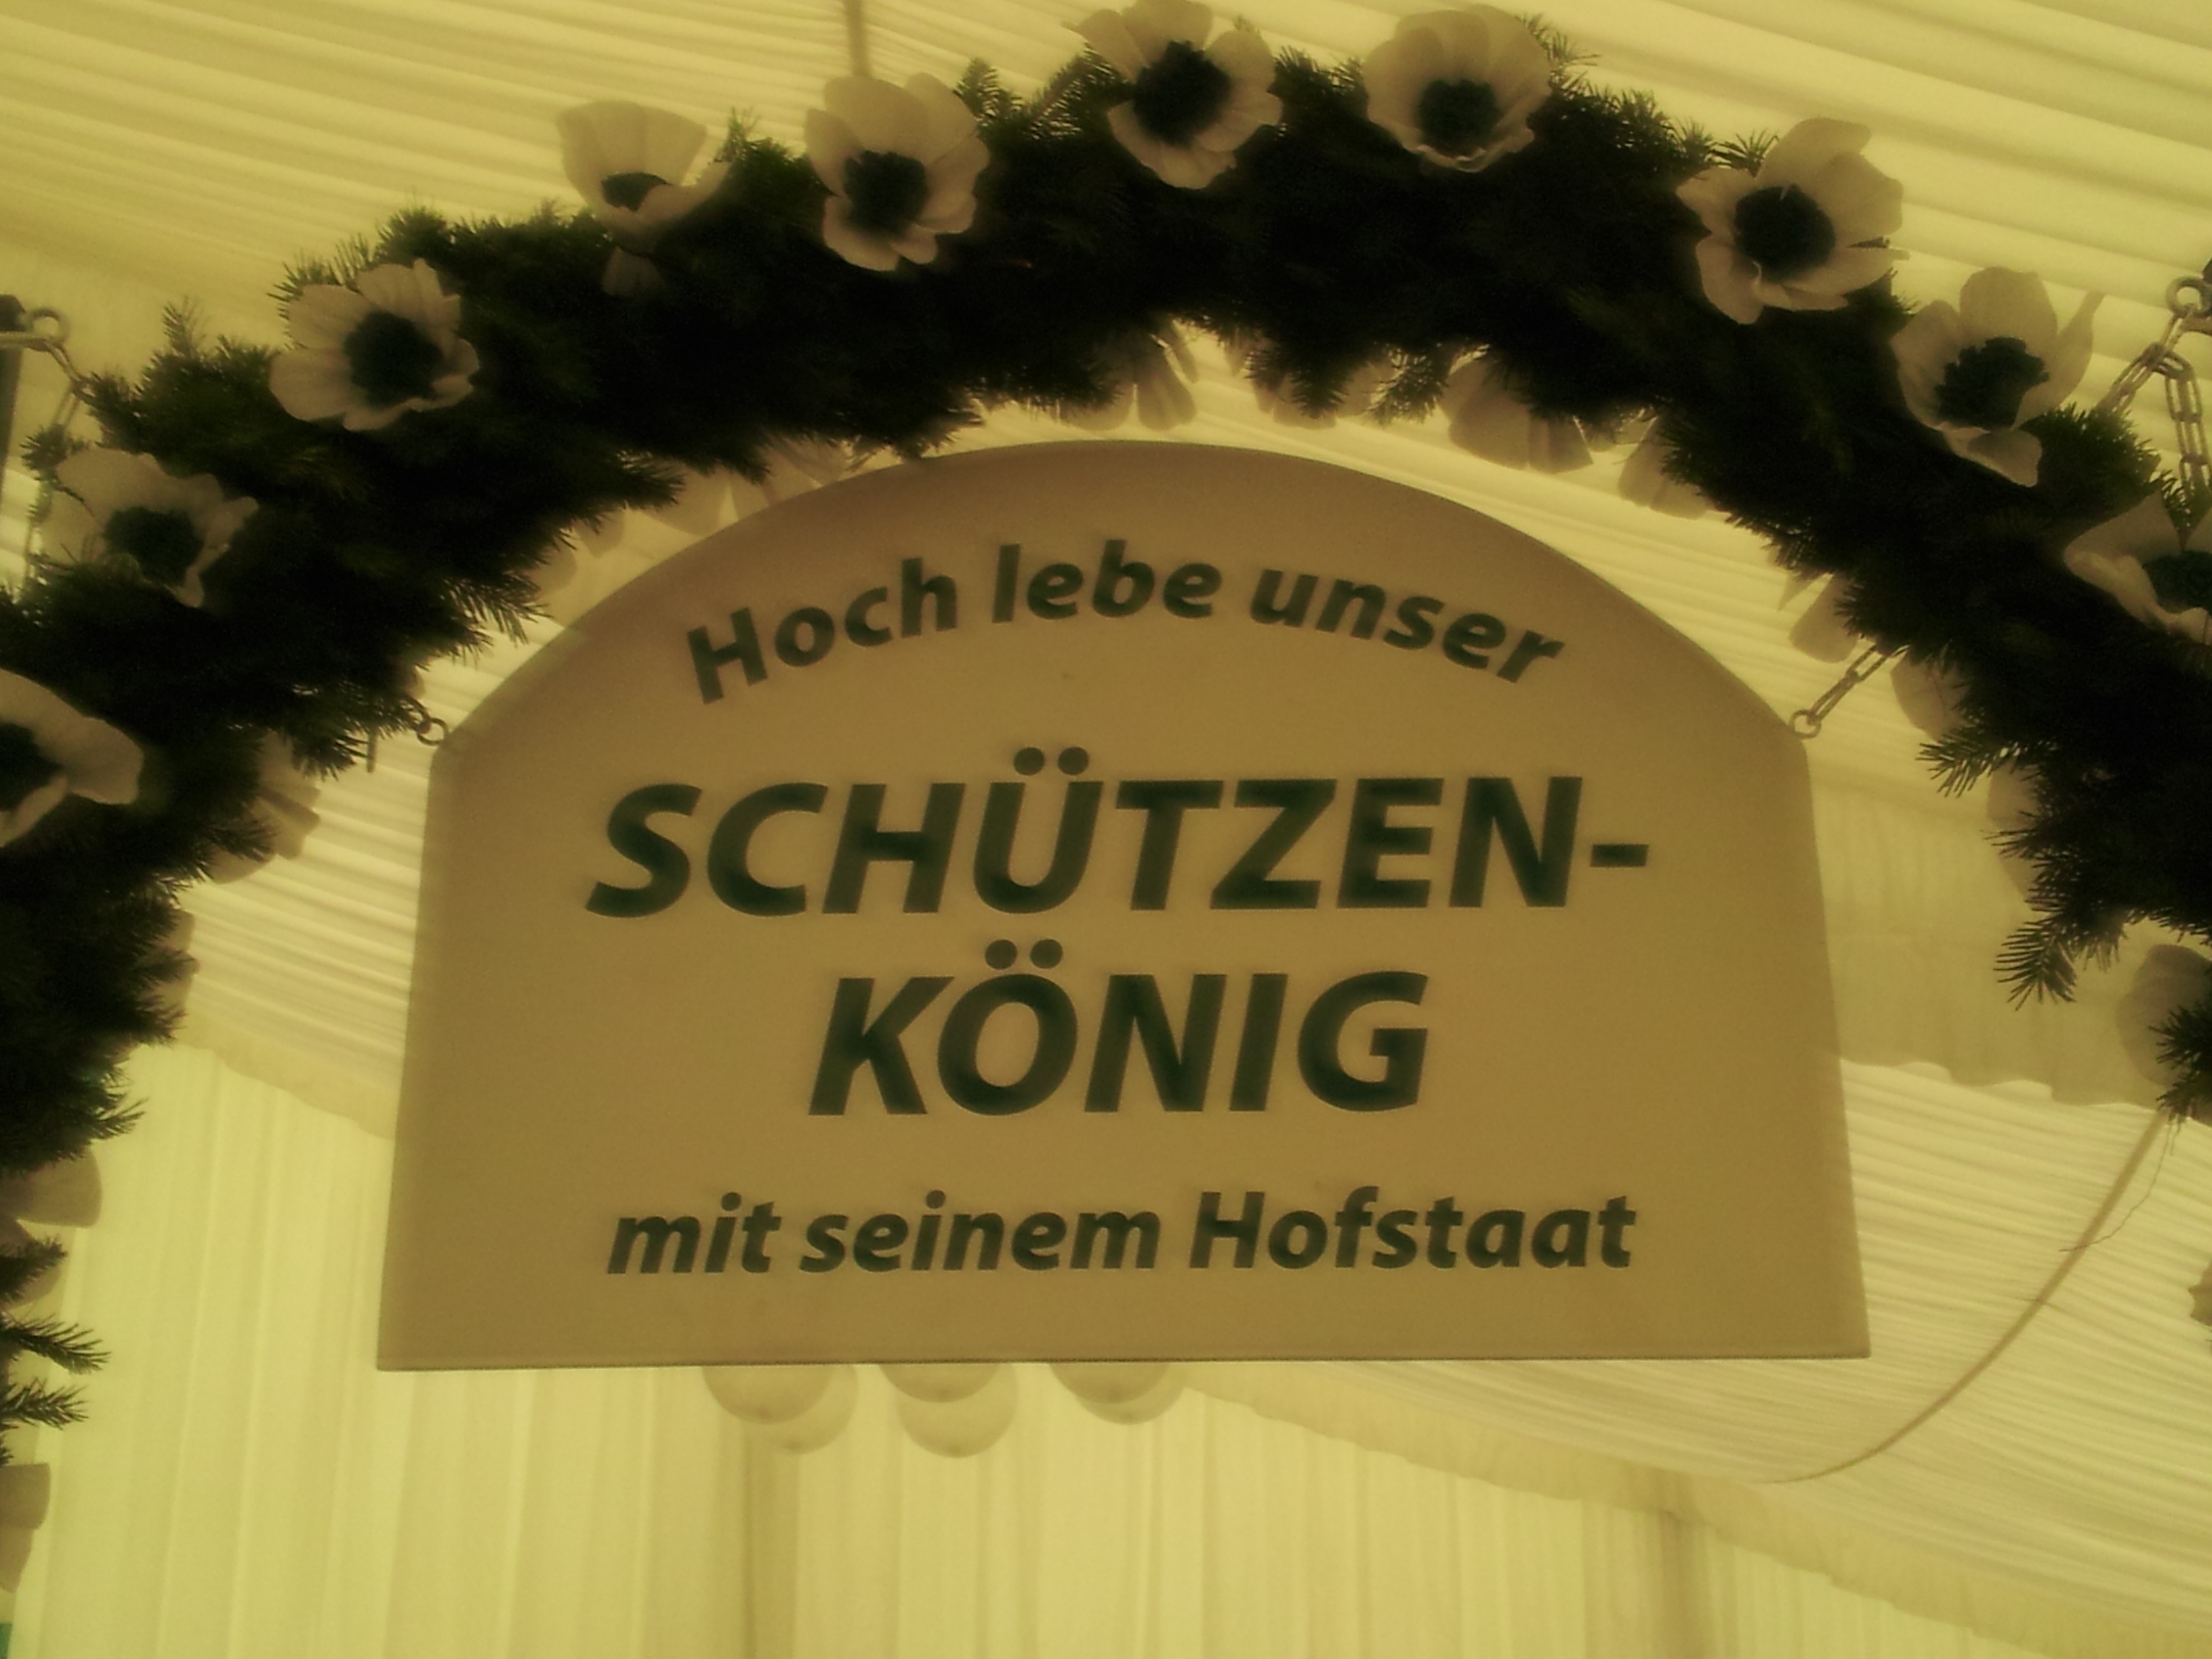 Hoch lebe unser
SCHÜTZEN-
KÖNIG
mit seinem Hofstaat